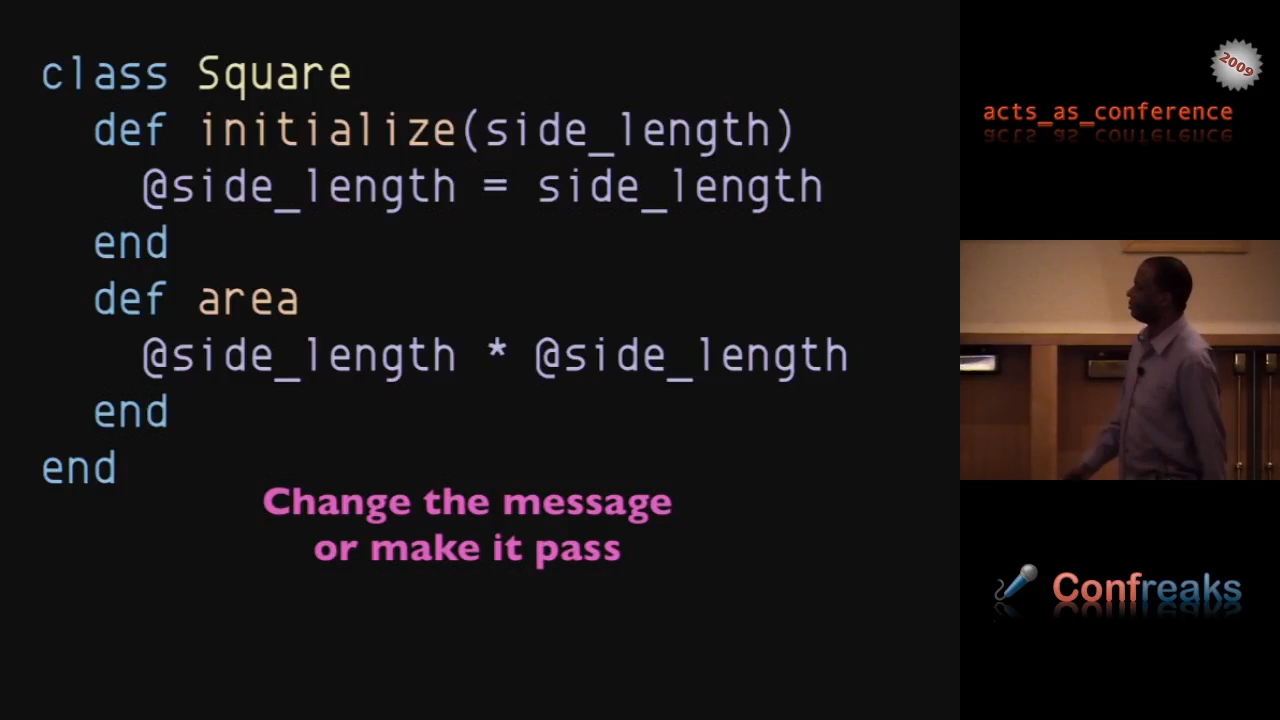 class Square
  def initialize(side_length)
    @side_length = side_length
  end
  def area
    @side_length * @side_length
  end
end
Change the message
or make it pass
2009
acts_as_conference
Confreaks